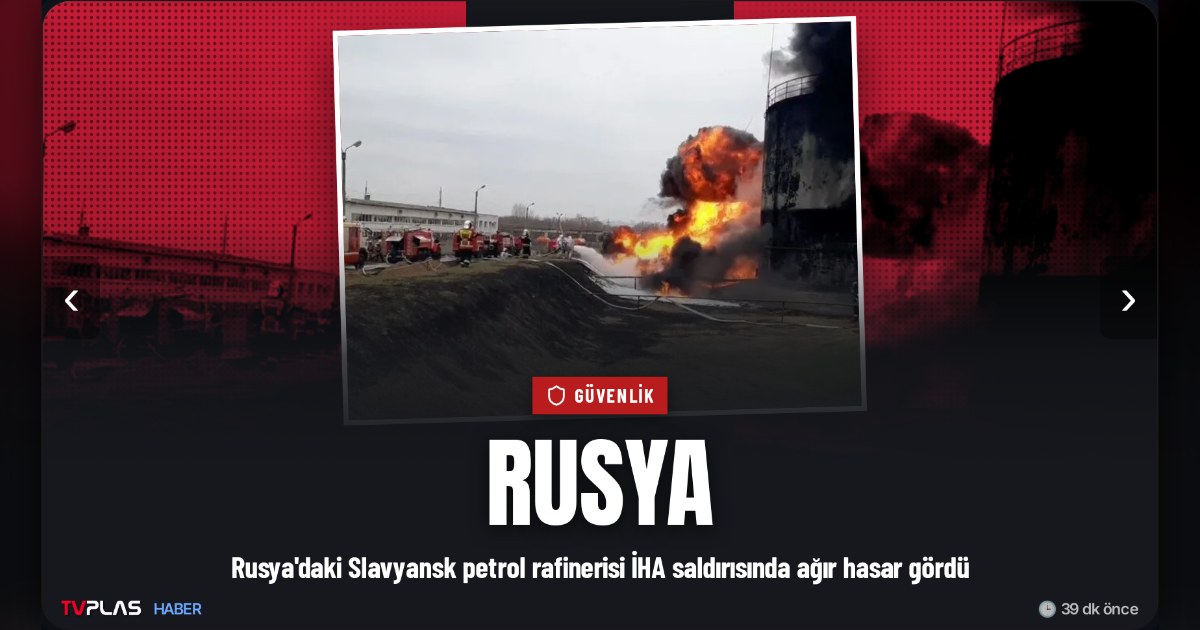 GÜVENLİK
RUSYA
Rusya'daki Slavyansk petrol rafinerisi İHA saldırısında ağır hasar gördü
TVPLAS HABER
39 dk önce